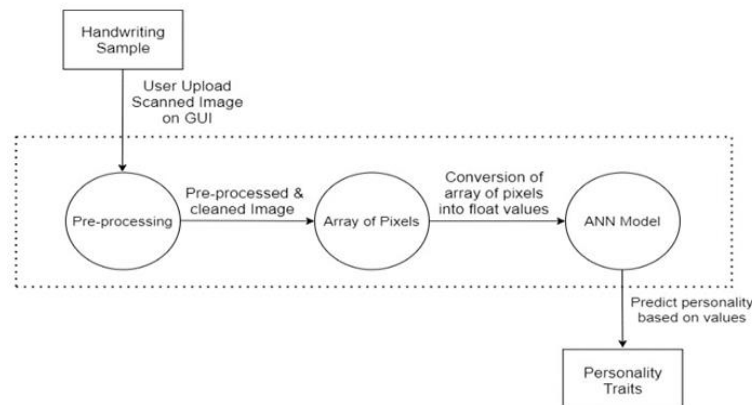 Handwriting
Sample
User Upload
Scanned Image
on GUI
Pre-processing
Pre-processed &
cleaned Image
Array of Pixels
Conversion of
array of pixels
into float values
ANN Model
Predict personality
based on values
Personality
Traits